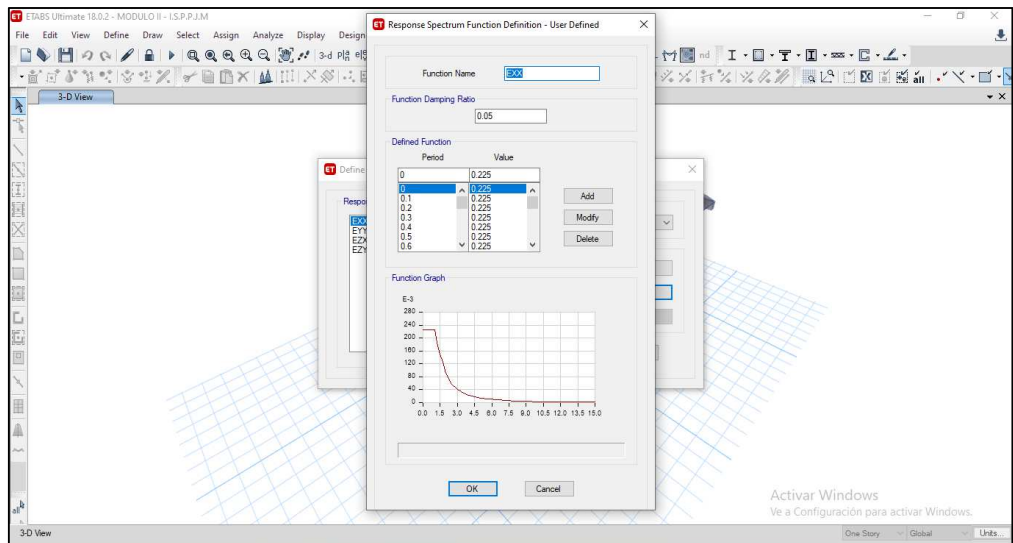 ETABS Ultimate 18.0.2 - MODULO II - I.S.P.P.J.M
File Edit View Define Draw Select Assign Analyze Display Design
3-d
nd
3-D View
Define
Respo
EXX
EYY
EZX
EZY
Response Spectrum Function Definition - User Defined
Function Name
EXX
Function Damping Ratio
0.05
Defined Function
Period Value
0 0.225
0 0.225
0.1 0.225
0.2 0.225
0.3 0.225
0.4 0.225
0.5 0.225
0.6 0.225
Add
Modify
Delete
Function Graph
E-3
280
240
200
160
120
80
40
0
0.0 1.5 3.0 4.5 6.0 7.5 9.0 10.5 12.0 13.5 15.0
OK Cancel
Activar Windows
Ve a Configuración para activar Windows.
3-D View One Story Global Units...